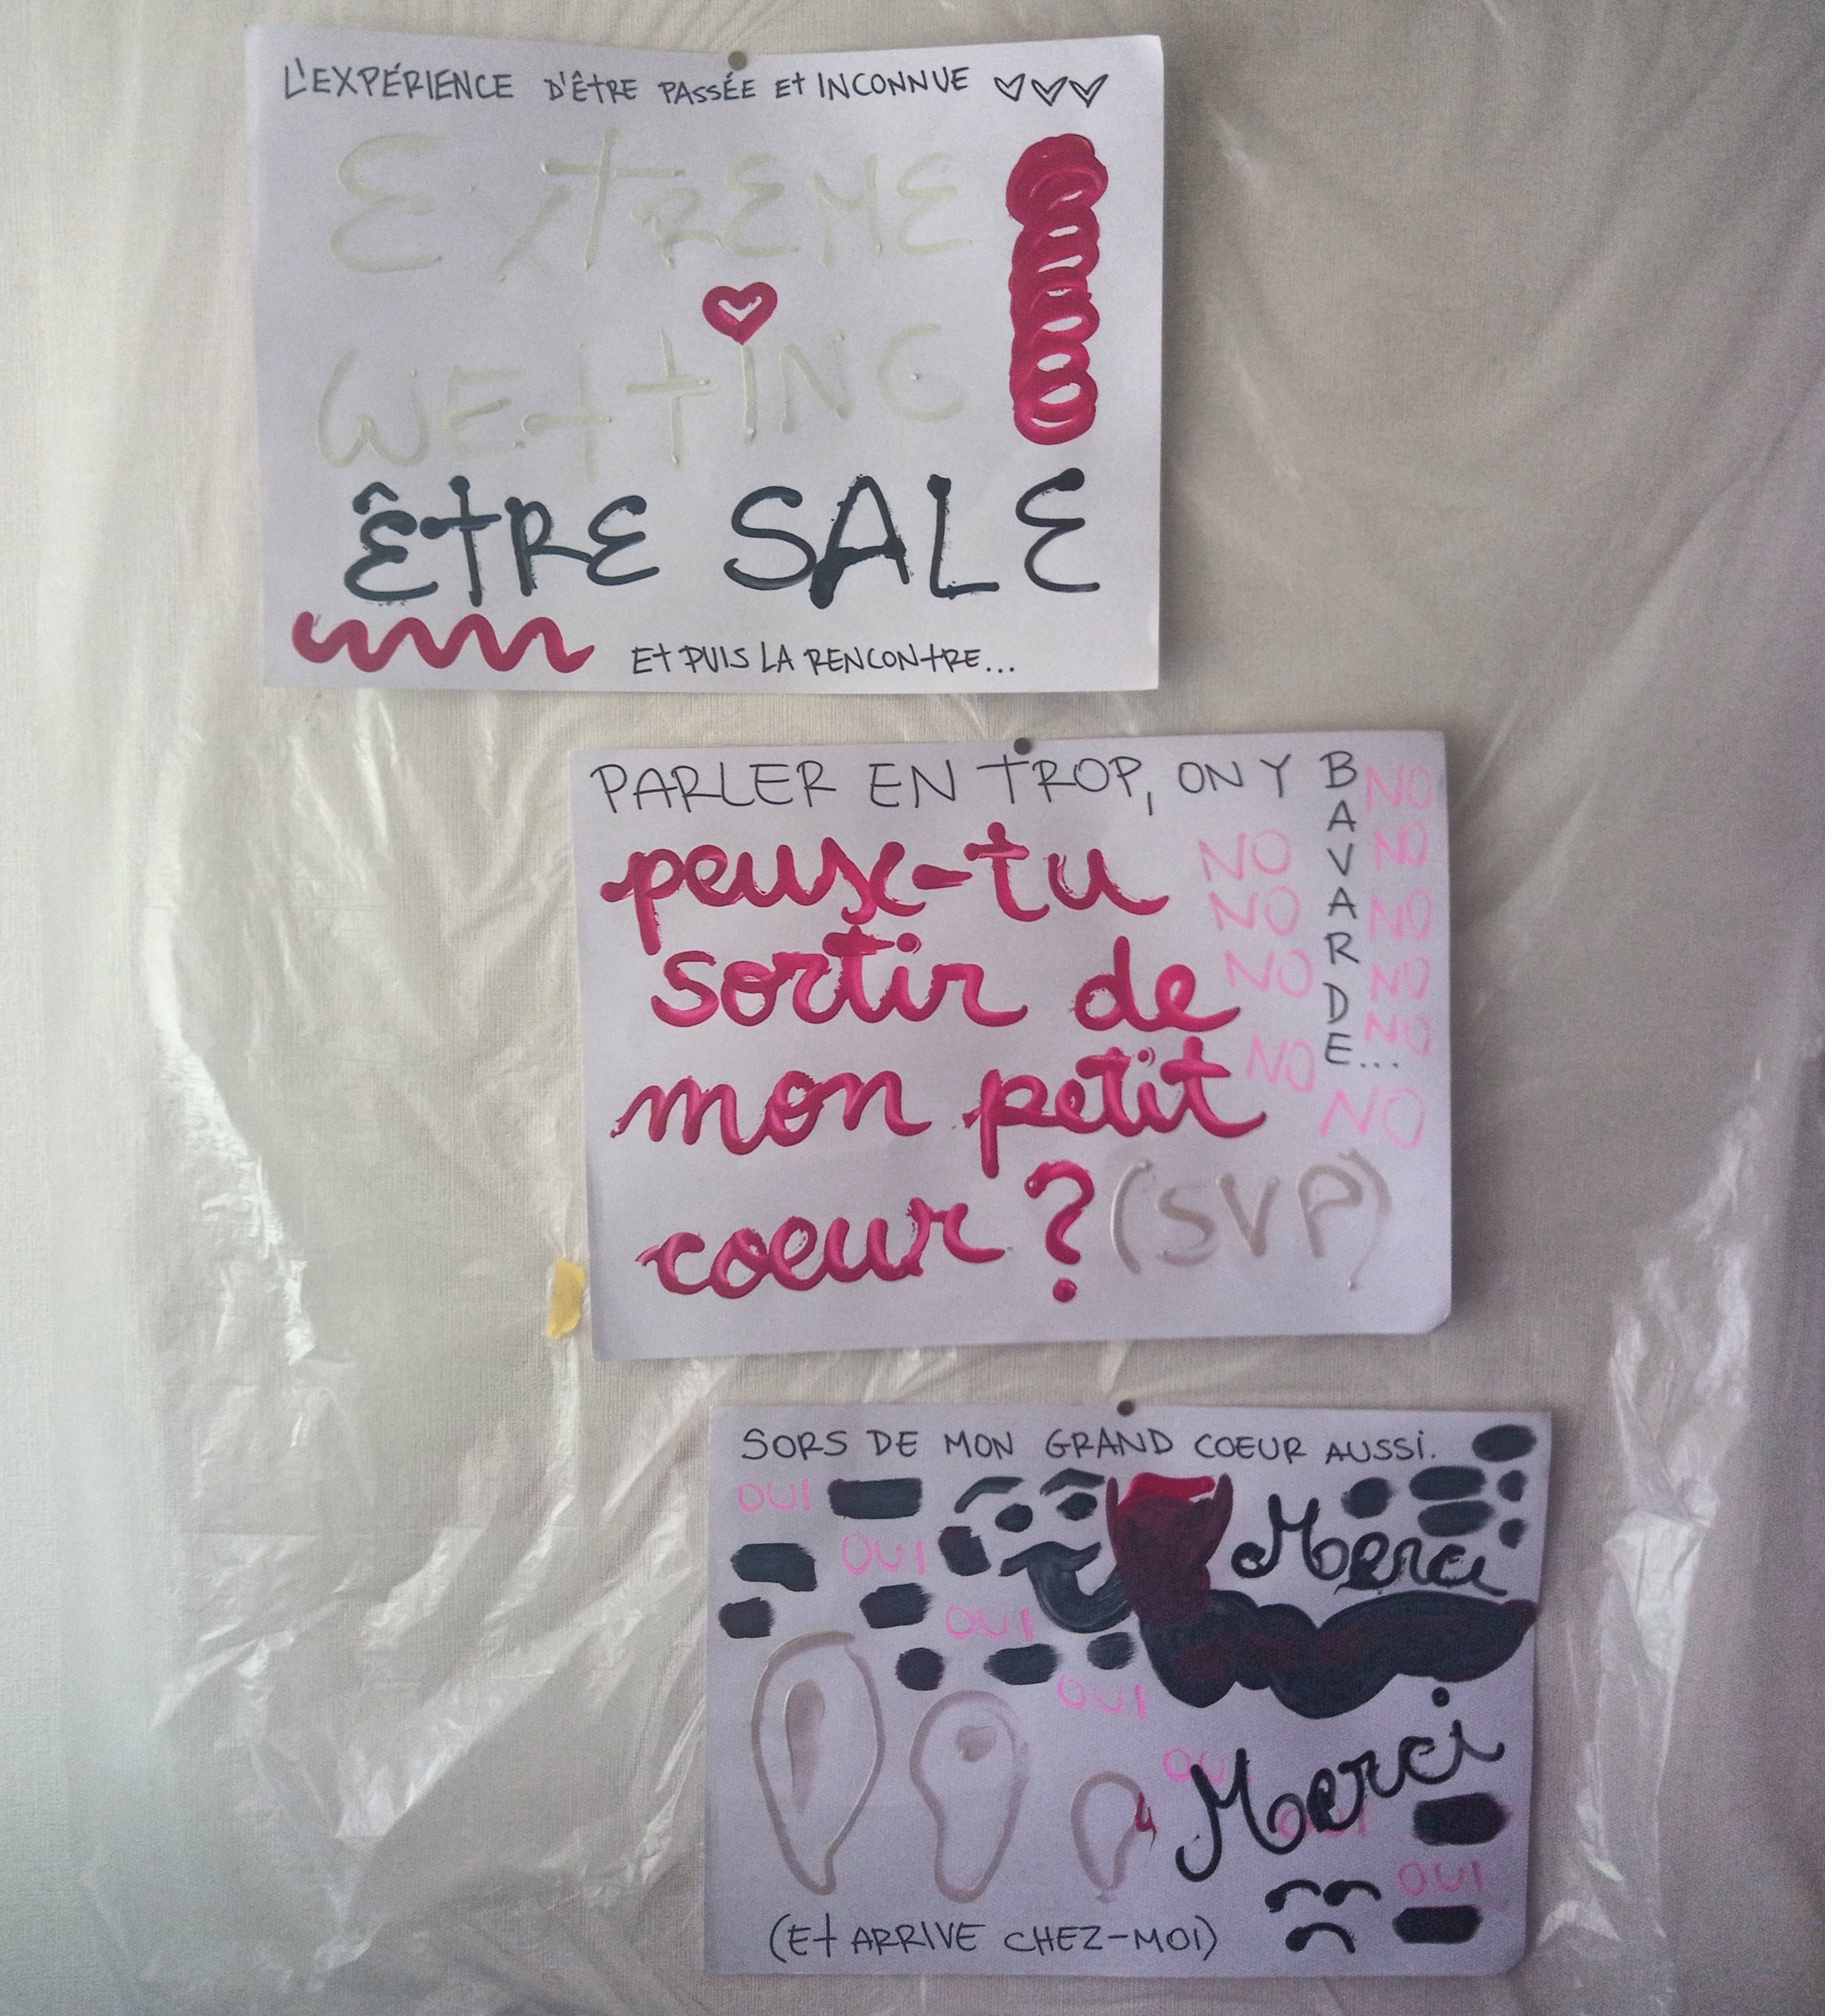 L'EXPÉRIENCE D'ÊTRE PASSÉE ET INCONNUE
EXTREME
WETTING
ÊTRE SALE
ET PUIS LA RENCONTRE...
PARLER EN TROP, ON Y BAVARDE...
peux-tu
sortir de
mon petit
coeur ? (SVP)
NO
NO
NO
NO
NO
NO
NO
NO
NO
NO
SORS DE MON GRAND COEUR AUSSI.
OUI
OUI
OUI
OUI
OUI
OUI
OUI
Merci
Merci
(ET ARRIVE CHEZ-MOI)